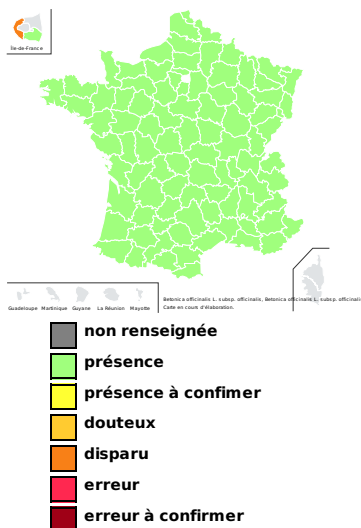 Île-de-France
Guadeloupe Martinique Guyane La Réunion Mayotte
Betonica officinalis L. subsp. officinalis, Betonica officinalis L. subsp. officinalis
Carte en cours d'élaboration.
non renseignée
présence
présence à confimer
douteux
disparu
erreur
erreur à confirmer